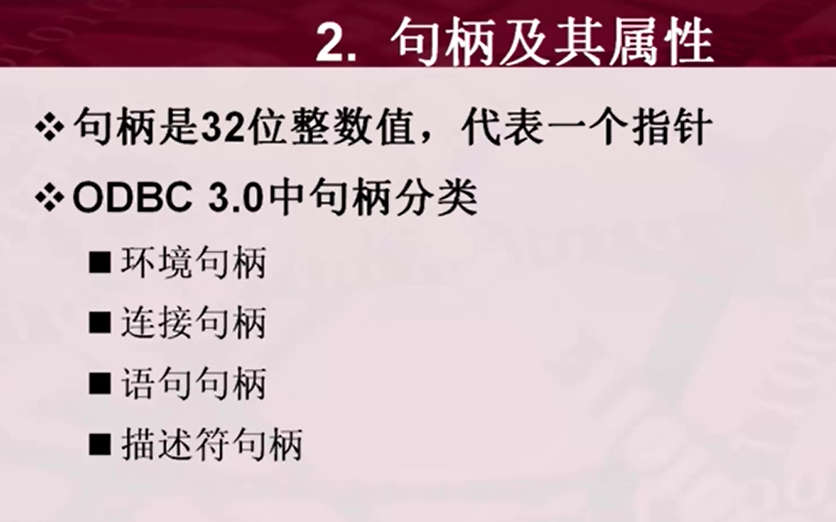 2. 句柄及其属性
❖句柄是32位整数值，代表一个指针
❖ODBC 3.0中句柄分类
■环境句柄
■连接句柄
■语句句柄
■描述符句柄